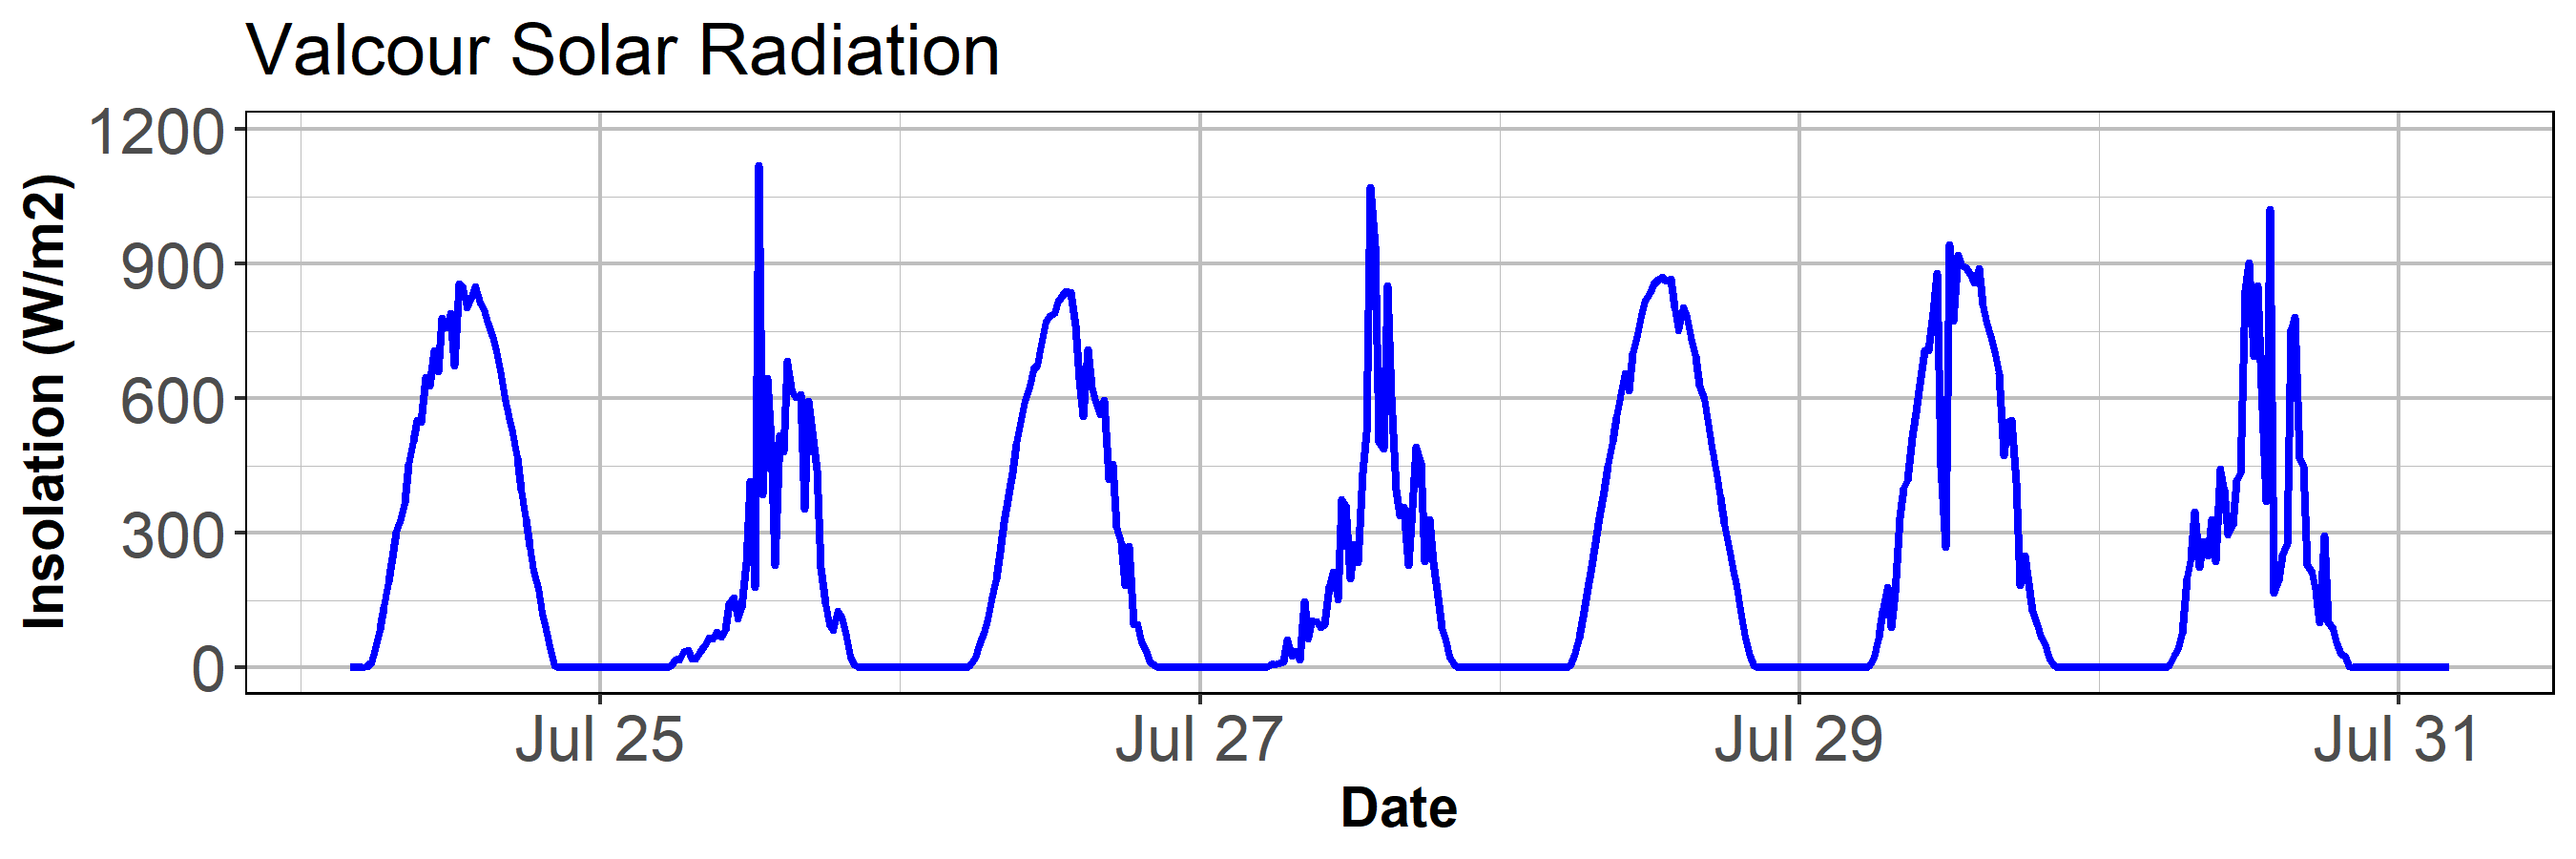 Valcour Solar Radiation
Insolation (W/m2)
1200
900
600
300
0
Jul 25
Jul 27
Jul 29
Jul 31
Date